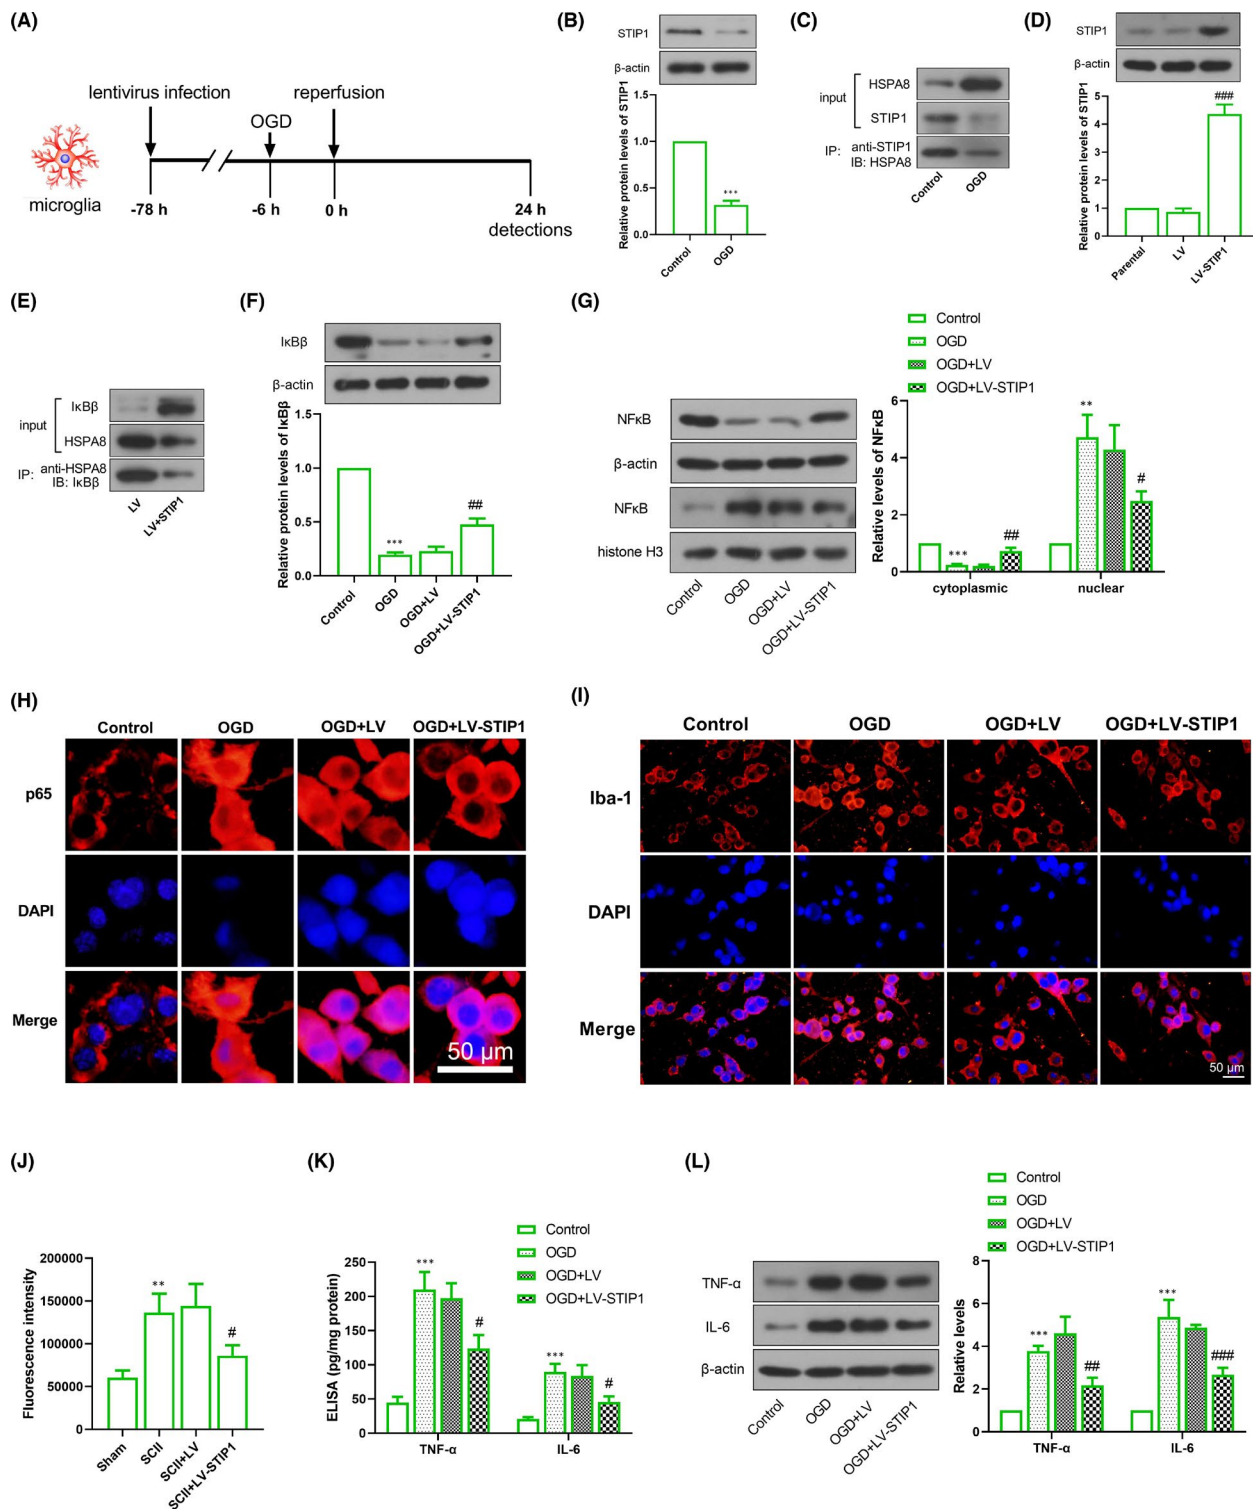 (A)
lentivirus infection
reperfusion
OGD
microglia
-78 h
-6 h
0 h
24 h
detections
(B)
STIP1
β-actin
Relative protein levels of STIP1
1.5
1.0
0.5
0.0
***
Control
OGD
(C)
input
HSPA8
STIP1
IP: anti-STIP1
IB: HSPA8
Control
OGD
(D)
STIP1
β-actin
Relative protein levels of STIP1
5
4
3
2
1
0
###
Parental
LV
LV-STIP1
(E)
input
IκBβ
HSPA8
IP: anti-HSPA8
IB: IκBβ
LV
LV+STIP1
(F)
IκBβ
β-actin
Relative protein levels of IκBβ
1.5
1.0
0.5
0.0
***
##
Control
OGD
OGD+LV
OGD+LV-STIP1
(G)
NFκB
β-actin
NFκB
histone H3
Control
OGD
OGD+LV
OGD+LV-STIP1
Control
OGD
OGD+LV
OGD+LV-STIP1
Relative levels of NFκB
6
4
2
0
***
##
**
#
cytoplasmic
nuclear
(H)
Control
OGD
OGD+LV
OGD+LV-STIP1
p65
DAPI
Merge
50 μm
(I)
Control
OGD
OGD+LV
OGD+LV-STIP1
Iba-1
DAPI
Merge
50 μm
(J)
Fluorescence intensity
200000
150000
100000
50000
0
**
#
Sham
SCII
SCII+LV
SCII+LV-STIP1
(K)
Control
OGD
OGD+LV
OGD+LV-STIP1
ELISA (pg/mg protein)
250
200
150
100
50
0
***
#
***
#
TNF-α
IL-6
(L)
TNF-α
IL-6
β-actin
Control
OGD
OGD+LV
OGD+LV-STIP1
Control
OGD
OGD+LV
OGD+LV-STIP1
Relative levels
8
6
4
2
0
***
##
***
###
TNF-α
IL-6